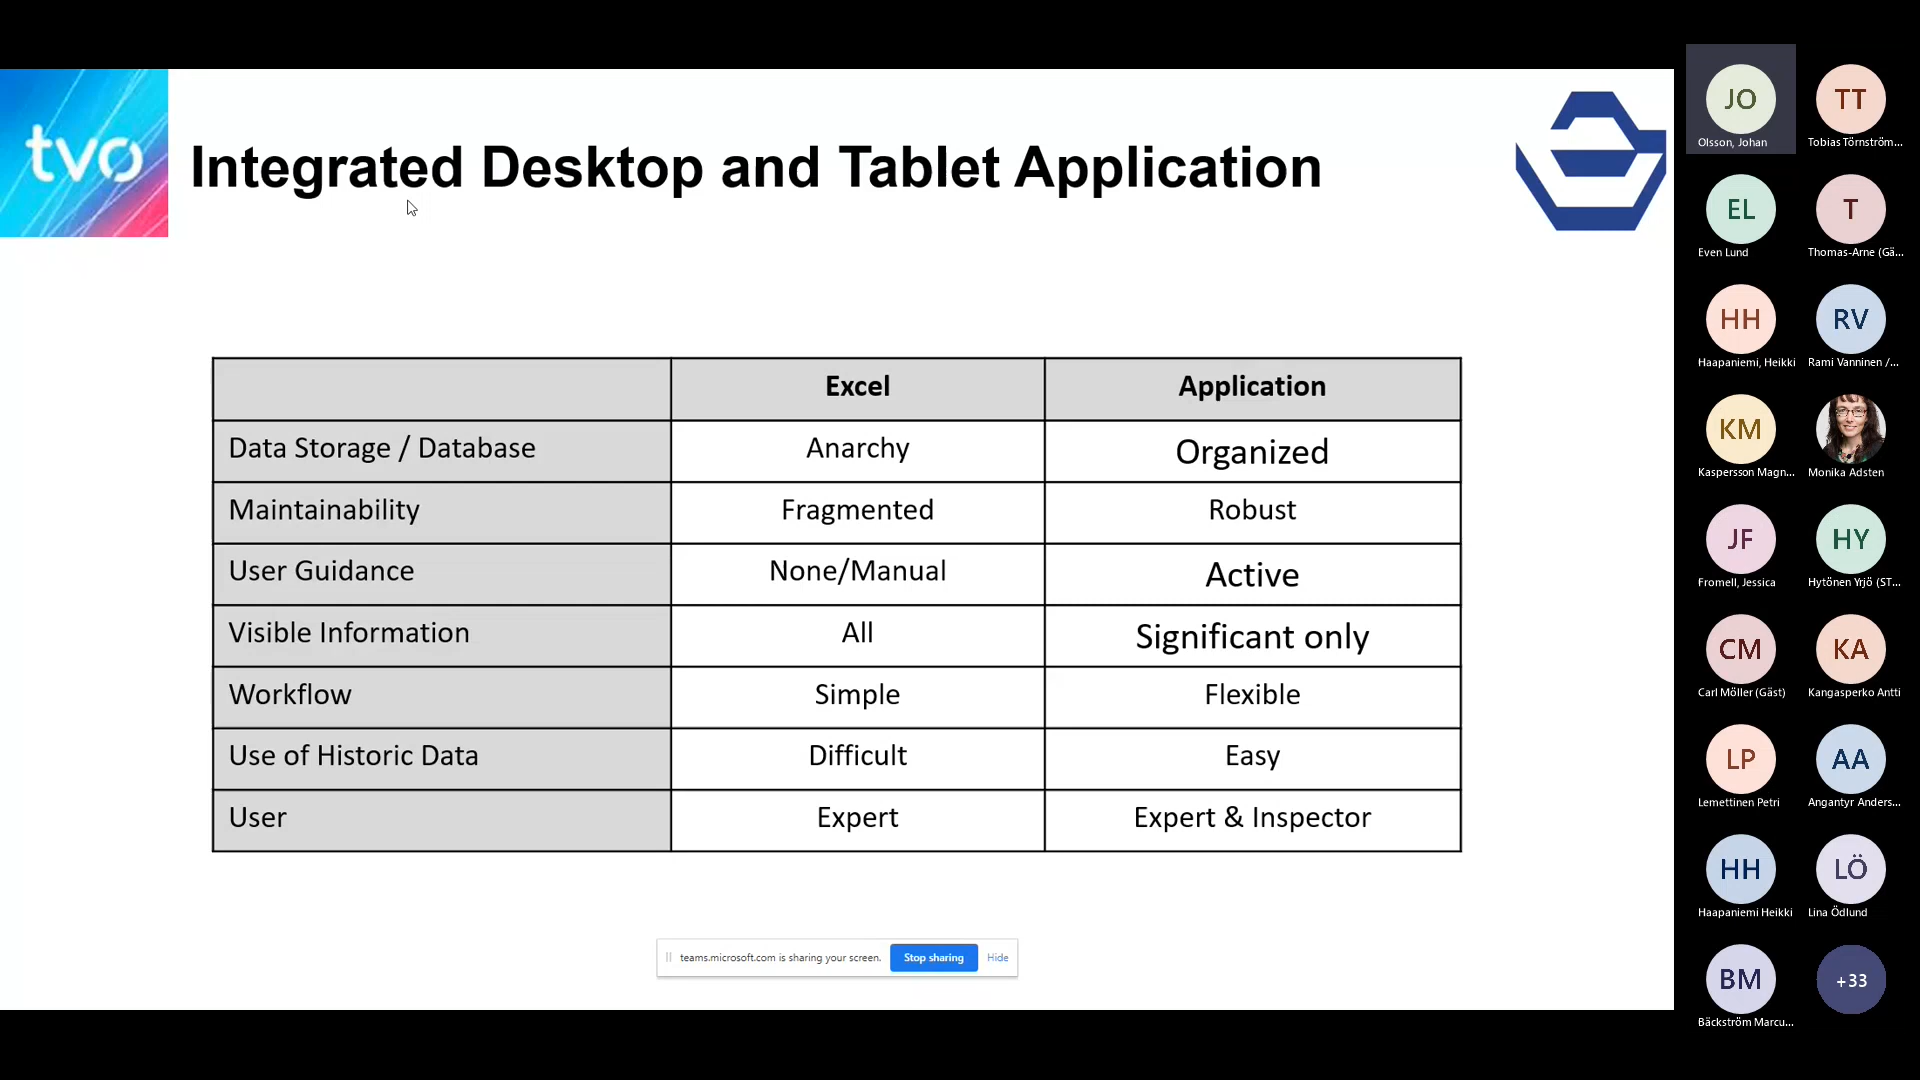 tvo
Integrated Desktop and Tablet Application
Excel Application
Data Storage / Database Anarchy Organized
Maintainability Fragmented Robust
User Guidance None/Manual Active
Visible Information All Significant only
Workflow Simple Flexible
Use of Historic Data Difficult Easy
User Expert Expert & Inspector
teams.microsoft.com is sharing your screen. Stop sharing Hide
JO TT
Olsson, Johan Tobias Törnström...
EL T
Even Lund Thomas-Arne (Gä...
HH RV
Haapaniemi, Heikki Rami Vanninen /...
KM
Kaspersson Magn... Monika Adsten
JF HY
Fromell, Jessica Hytönen Yrjö (ST...
CM KA
Carl Möller (Gäst) Kangasperko Antti
LP AA
Lemettinen Petri Angantyr Anders...
HH LÖ
Haapaniemi Heikki Lina Ödlund
BM +33
Bäckström Marcu...